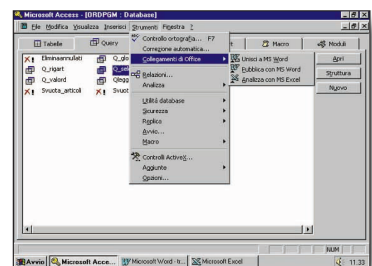 Microsoft Access - [ORDPGM : Database]
File Modifica Visualizza Inserisci Strumenti Finestra ?
Tabelle Query Macro Moduli
Controllo ortografia... F7
Correzione automatica...
Collegamenti di Office
Unisci a MS Word
Pubblica con MS Word
Analizza con MS Excel
Relazioni...
Analizza
Utilità database
Sicurezza
Replica
Avvio...
Macro
Controlli ActiveX...
Aggiunte
Opzioni...
Eliminaannulati
Q_rigart
Q_valord
Svuota_articoli Svuota
Apri
Struttura
Nuovo
NUM
Avvio Microsoft Acce... Microsoft Word - tr... Microsoft Excel 11.33